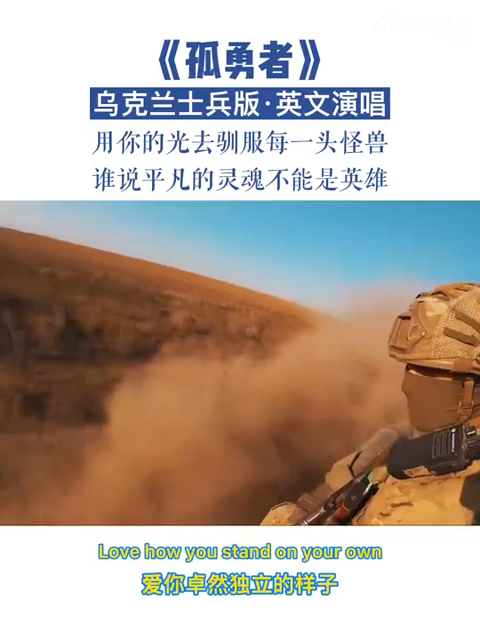 《孤勇者》
乌克兰士兵版·英文演唱
用你的光去驯服每一头怪兽
谁说平凡的灵魂不能是英雄
Love how you stand on your own
爱你卓然独立的样子